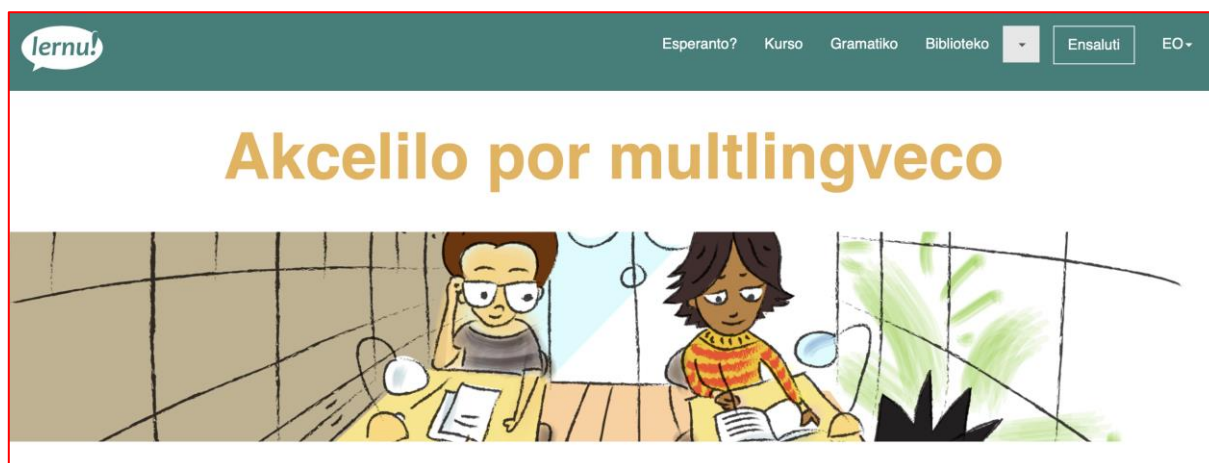 lernu!
Esperanto? Kurso Gramatiko Biblioteko Ensaluti EO
Akcelilo por multlingveco